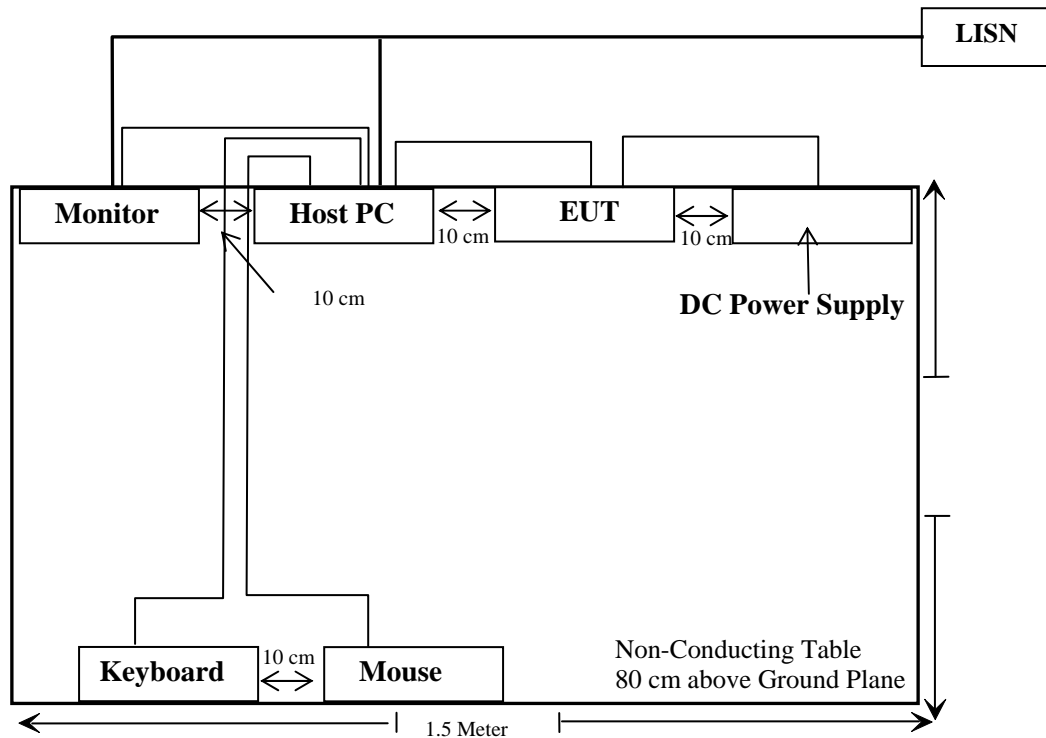 LISN
Monitor
Host PC
EUT
10 cm
10 cm
10 cm
DC Power Supply
Keyboard
10 cm
Mouse
Non-Conducting Table
80 cm above Ground Plane
1.5 Meter